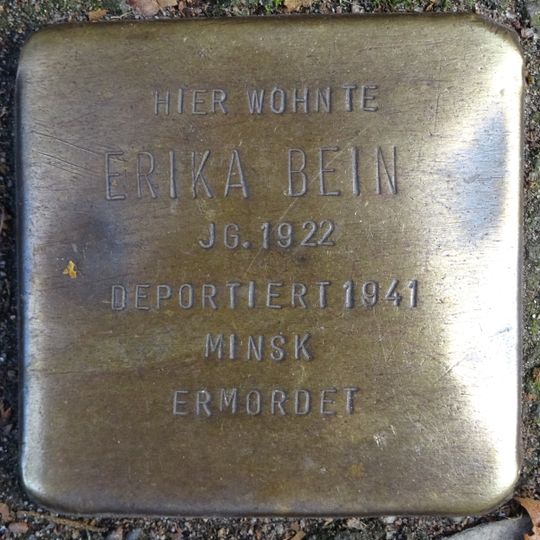 HIER WOHNTE
ERIKA BEIN
JG. 1922
DEPORTIERT 1941
MINSK
ERMORDET